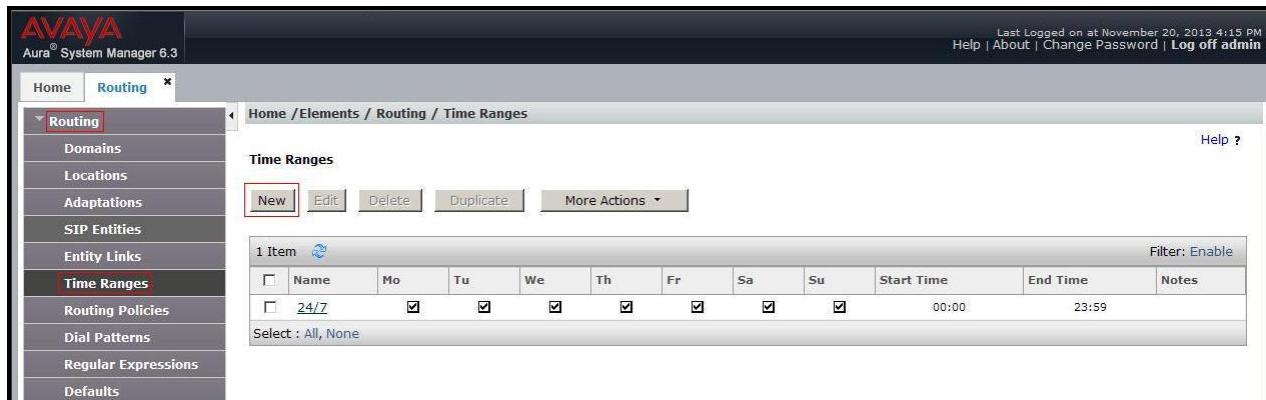 AVAYA
Aura® System Manager 6.3
Last Logged on at November 20, 2013 4:15 PM
Help | About | Change Password | Log off admin
Home Routing ×
Routing
Domains
Locations
Adaptations
SIP Entities
Entity Links
Time Ranges
Routing Policies
Dial Patterns
Regular Expressions
Defaults
Home /Elements / Routing / Time Ranges
Help ?
Time Ranges
New Edit Delete Duplicate More Actions
1 Item Filter: Enable
Name Mo Tu We Th Fr Sa Su Start Time End Time Notes
24/7 00:00 23:59
Select : All, None